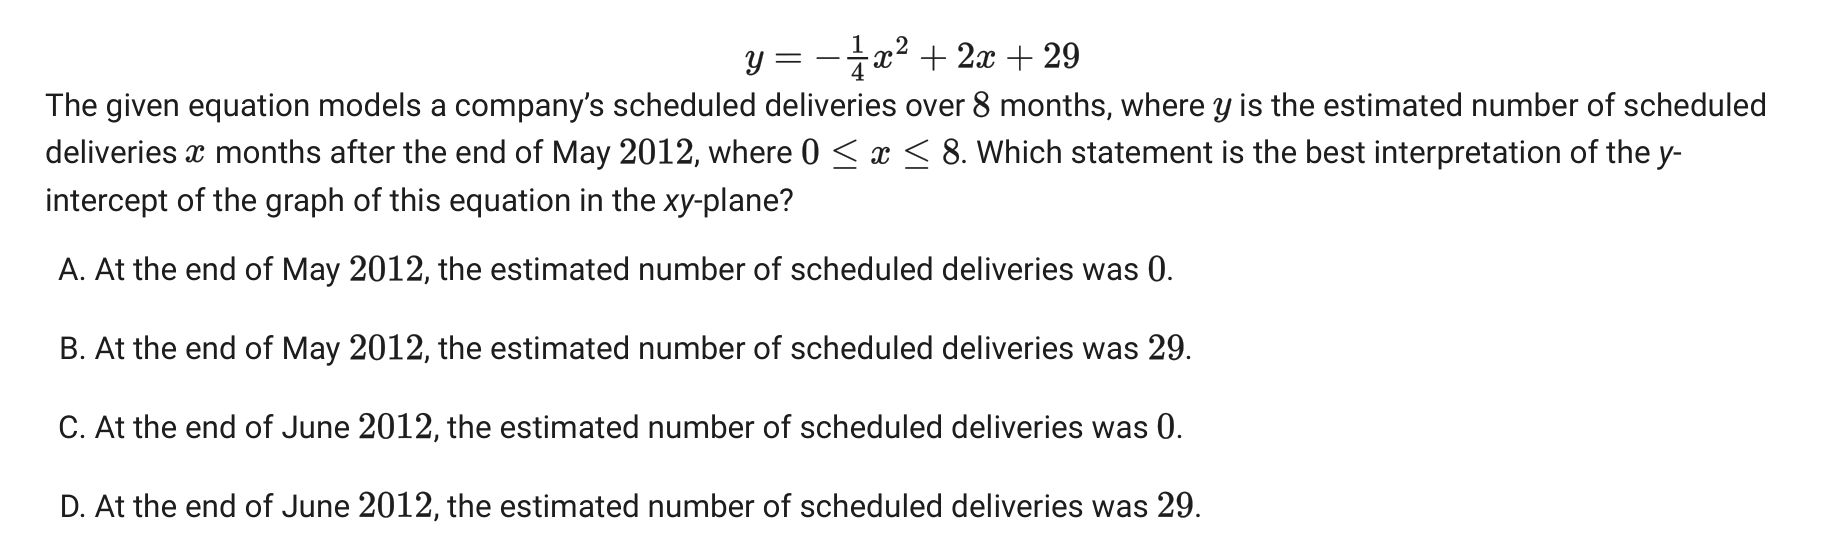 y = −1/4x² + 2x + 29
The given equation models a company’s scheduled deliveries over 8 months, where y is the estimated number of scheduled
deliveries x months after the end of May 2012, where 0 ≤ x ≤ 8. Which statement is the best interpretation of the y-
intercept of the graph of this equation in the xy-plane?
A. At the end of May 2012, the estimated number of scheduled deliveries was 0.
B. At the end of May 2012, the estimated number of scheduled deliveries was 29.
C. At the end of June 2012, the estimated number of scheduled deliveries was 0.
D. At the end of June 2012, the estimated number of scheduled deliveries was 29.